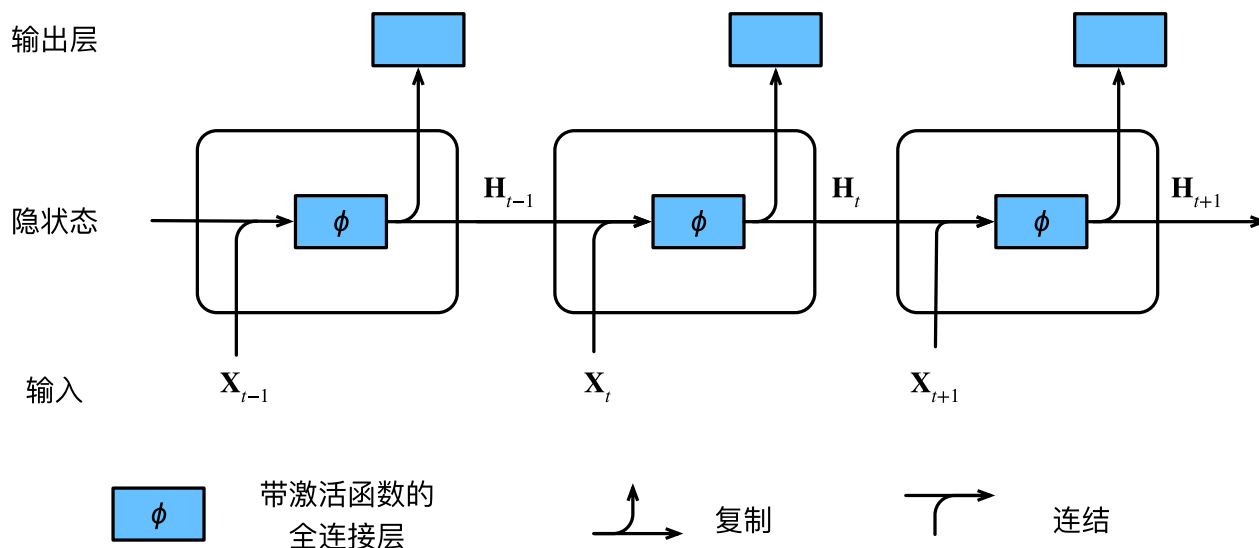 输出层
隐状态
ϕ
H_{t−1}
ϕ
H_t
ϕ
H_{t+1}
输入
X_{t−1}
X_t
X_{t+1}
ϕ
带激活函数的
全连接层
复制
连结